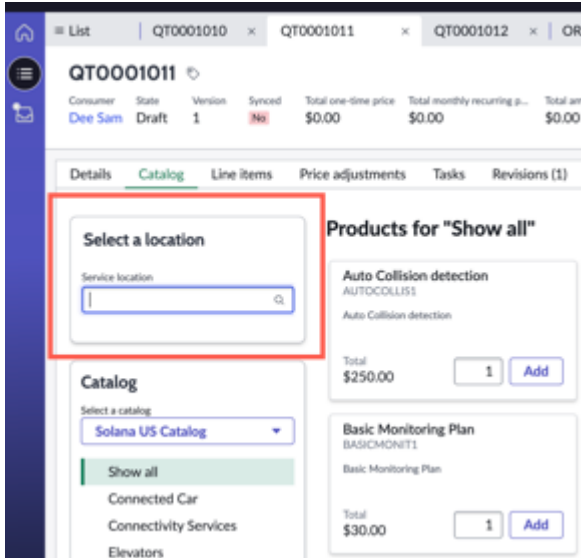 List
QT0001010 ×
QT0001011 ×
QT0001012 ×
OR
QT0001011
Consumer State Version Synced Total one-time price Total monthly recurring p... Total am
Dee Sam Draft 1 No $0.00 $0.00 $0.00
Details Catalog Line items Price adjustments Tasks Revisions (1)
Select a location
Service location
Catalog
Select a catalog
Solana US Catalog
Show all
Connected Car
Connectivity Services
Elevators
Products for "Show all"
Auto Collision detection
AUTOCOLLIS1
Auto Collision detection
Total
$250.00 1 Add
Basic Monitoring Plan
BASICMONIT1
Basic Monitoring Plan
Total
$30.00 1 Add